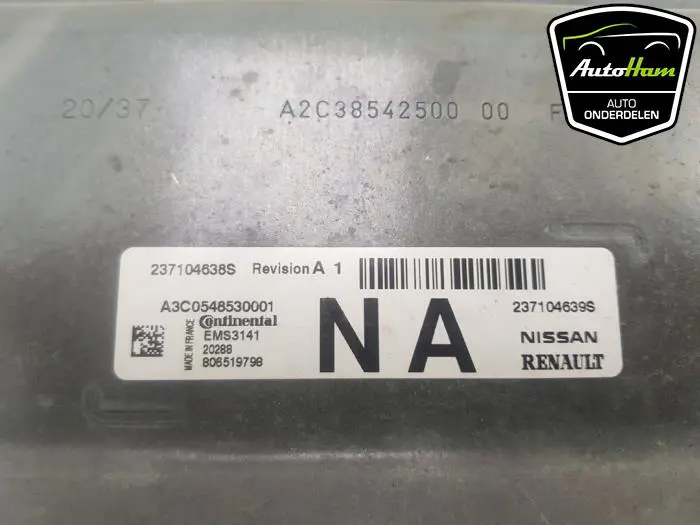 AutoHam
AUTO
ONDERDELEN
20/37 A2C38542500 00 F
237104638S Revision A 1
A3C0548530001
Continental
MADE IN FRANCE
EMS3141
20288
806519798
NA
237104639S
NISSAN
RENAULT